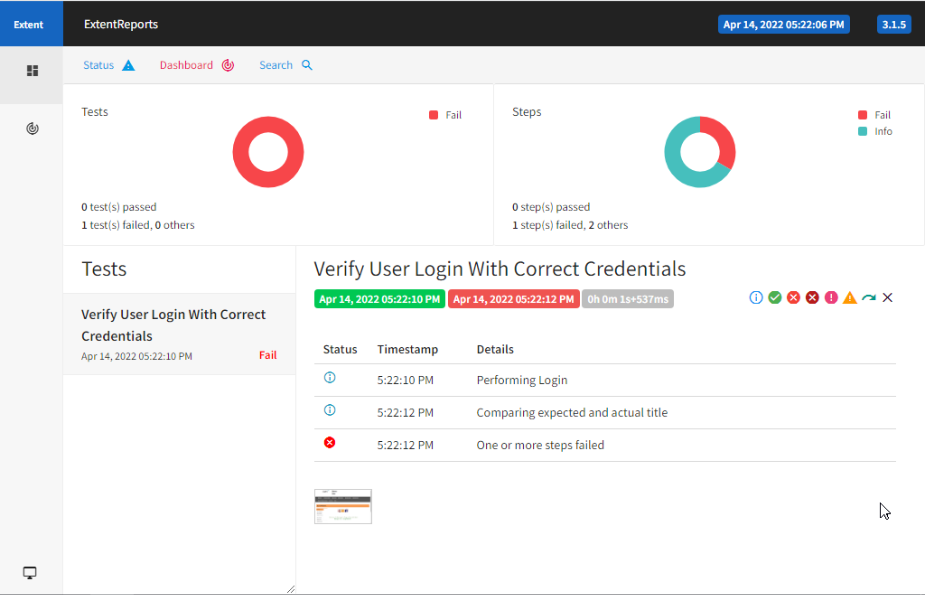 Extent
ExtentReports
Apr 14, 2022 05:22:06 PM
3.1.5
Status
Dashboard
Search
Tests
Fail
0 test(s) passed
1 test(s) failed, 0 others
Steps
Fail
Info
0 step(s) passed
1 step(s) failed, 2 others
Tests
Verify User Login With Correct
Credentials
Apr 14, 2022 05:22:10 PM
Fail
Verify User Login With Correct Credentials
Apr 14, 2022 05:22:10 PM
Apr 14, 2022 05:22:12 PM
0h 0m 1s+537ms
Status Timestamp Details
5:22:10 PM Performing Login
5:22:12 PM Comparing expected and actual title
5:22:12 PM One or more steps failed